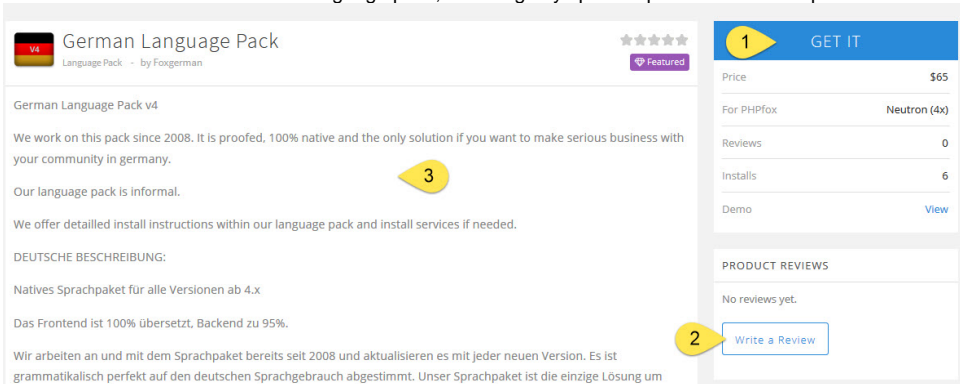 German Language Pack
V4
Language Pack - by Foxgerman
Featured
German Language Pack v4
We work on this pack since 2008. It is proofed, 100% native and the only solution if you want to make serious business with
your community in germany.
Our language pack is informal.
3
We offer detailled install instructions within our language pack and install services if needed.
DEUTSCHE BESCHREIBUNG:
Natives Sprachpaket für alle Versionen ab 4.x
Das Frontend ist 100% übersetzt, Backend zu 95%.
Wir arbeiten an und mit dem Sprachpaket bereits seit 2008 und aktualisieren es mit jeder neuen Version. Es ist
grammatikalisch perfekt auf den deutschen Sprachgebrauch abgestimmt. Unser Sprachpaket ist die einzige Lösung um
1 GET IT
Price $65
For PHPfox Neutron (4x)
Reviews 0
Installs 6
Demo View
PRODUCT REVIEWS
No reviews yet.
2 Write a Review